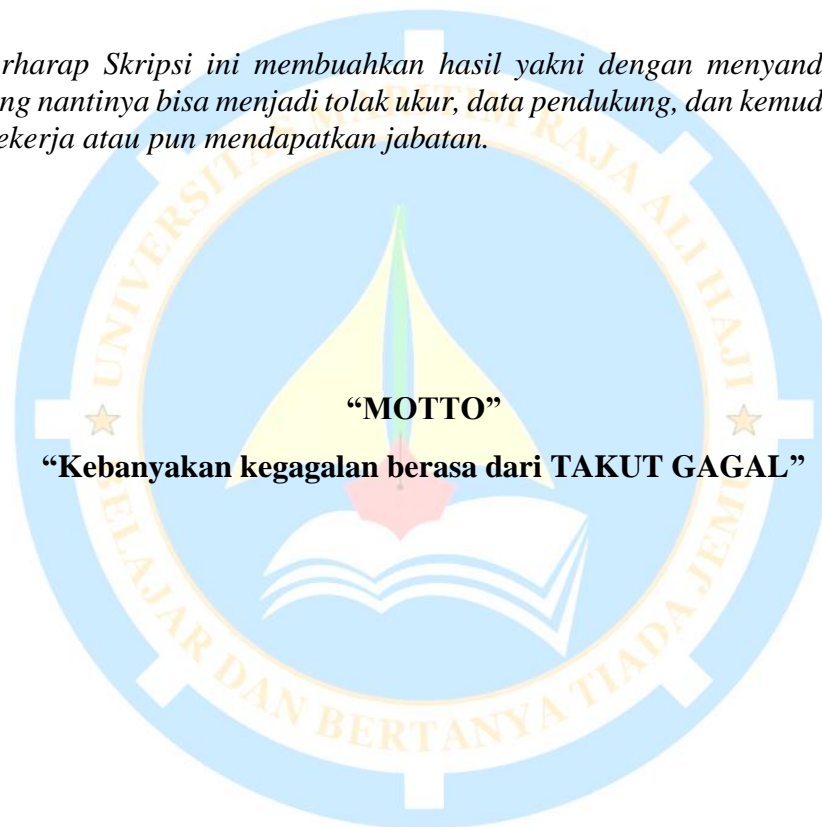 rharap Skripsi ini membuahkan hasil yakni dengan menyand
ng nantinya bisa menjadi tolak ukur, data pendukung, dan kemud
ekerja atau pun mendapatkan jabatan.
UNIVERSITAS MARITIM RAJA ALI HAJI
“MOTTO”
“Kebanyakan kegagalan berasa dari TAKUT GAGAL”
BELAJAR DAN BERTANYA TIADA JEMU